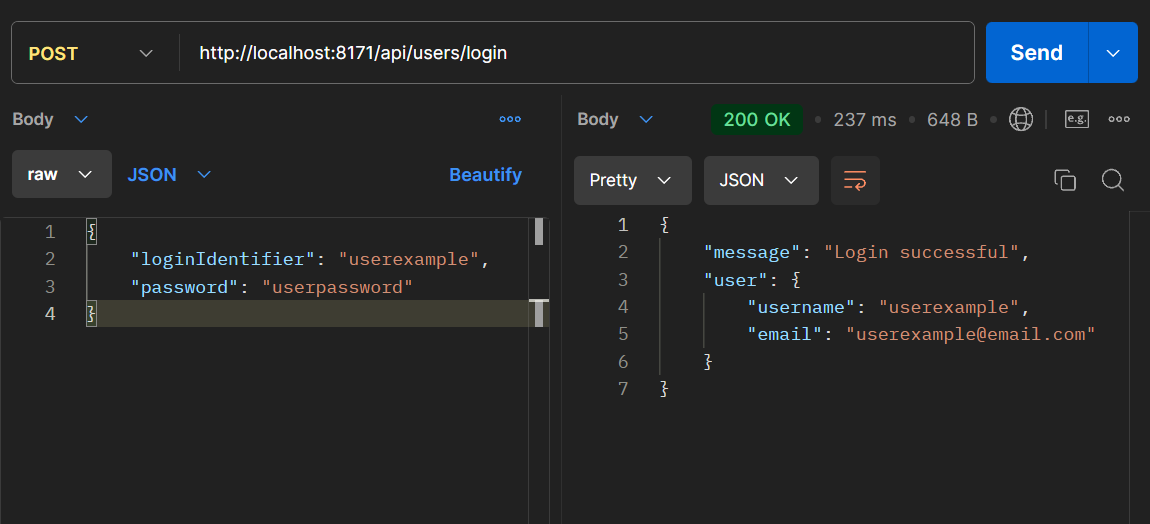 POST http://localhost:8171/api/users/login Send
Body
raw JSON Beautify
1 {
2 "loginIdentifier": "userexample",
3 "password": "userpassword"
4 }
Body 200 OK • 237 ms • 648 B • e.g.
Pretty JSON
1 {
2 "message": "Login successful",
3 "user": {
4 "username": "userexample",
5 "email": "userexample@email.com"
6 }
7 }